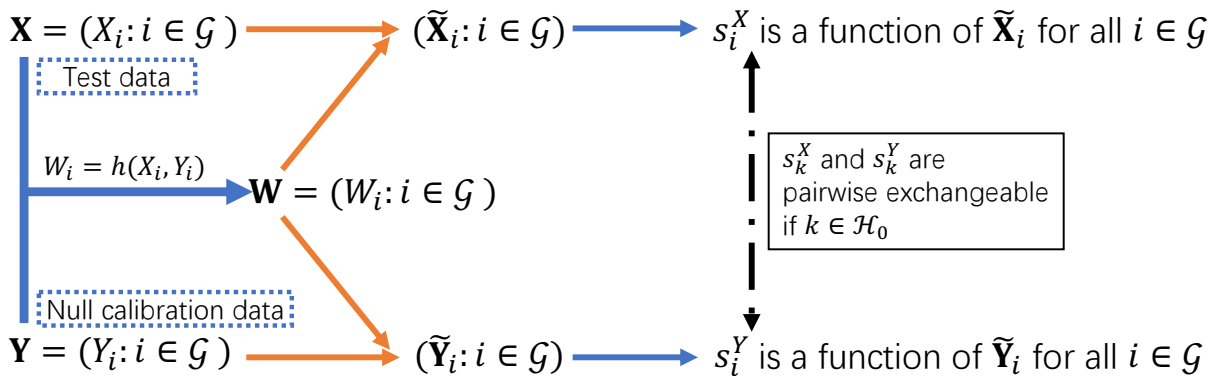 𝐗 = (X_i: i ∈ 𝒢 ) (X̃_i: i ∈ 𝒢) s_i^X is a function of X̃_i for all i ∈ 𝒢
Test data
W_i = h(X_i, Y_i)
𝐖 = (W_i: i ∈ 𝒢 )
s_k^X and s_k^Y are
pairwise exchangeable
if k ∈ ℋ_0
Null calibration data
𝐘 = (Y_i: i ∈ 𝒢) (Ỹ_i: i ∈ 𝒢) s_i^Y is a function of Ỹ_i for all i ∈ 𝒢